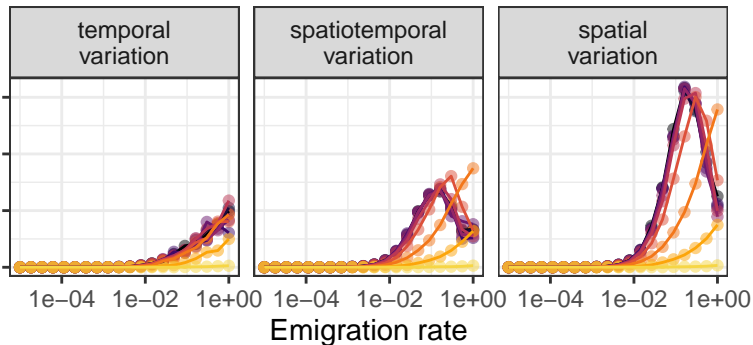 temporal
variation
spatiotemporal
variation
spatial
variation
1e−04 1e−02 1e+00 1e−04 1e−02 1e+00 1e−04 1e−02 1e+00
Emigration rate